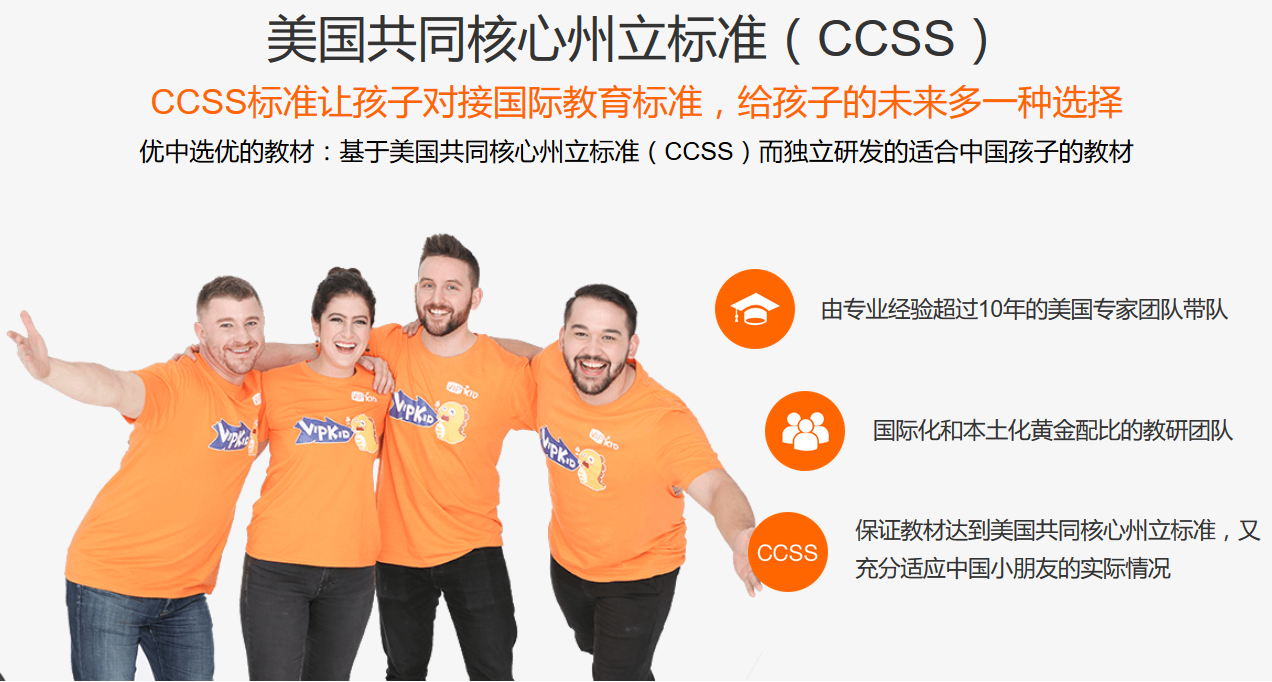 美国共同核心州立标准（CCSS）
CCSS标准让孩子对接国际教育标准，给孩子的未来多一种选择
优中选优的教材：基于美国共同核心州立标准（CCSS）而独立研发的适合中国孩子的教材
由专业经验超过10年的美国专家团队带队
国际化和本土化黄金配比的教研团队
CCSS
保证教材达到美国共同核心州立标准，又
充分适应中国小朋友的实际情况
VIPKID
VIPKID
VIPKID
VIPKID
VIPKID
VIPKID
VIPKID